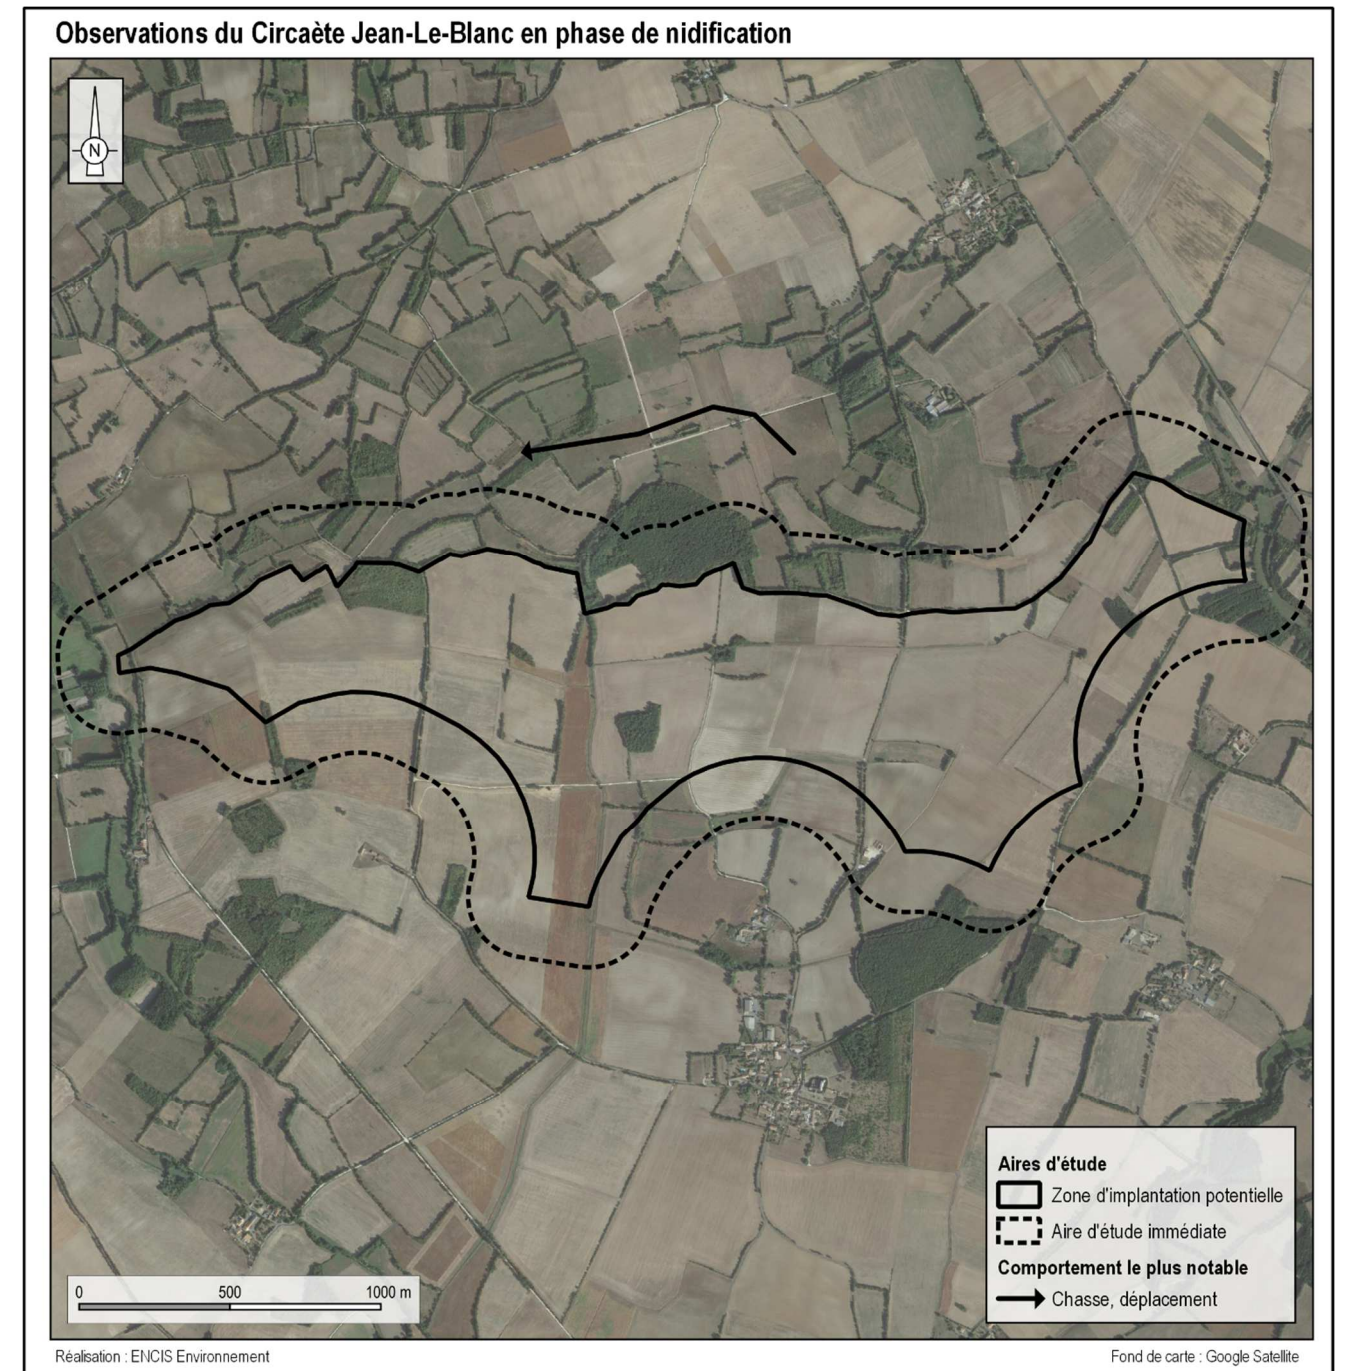 Observations du Circaète Jean-Le-Blanc en phase de nidification
N
Aires d'étude
Zone d'implantation potentielle
Aire d'étude immédiate
Comportement le plus notable
Chasse, déplacement
0 500 1000 m
Réalisation : ENCIS Environnement
Fond de carte : Google Satellite